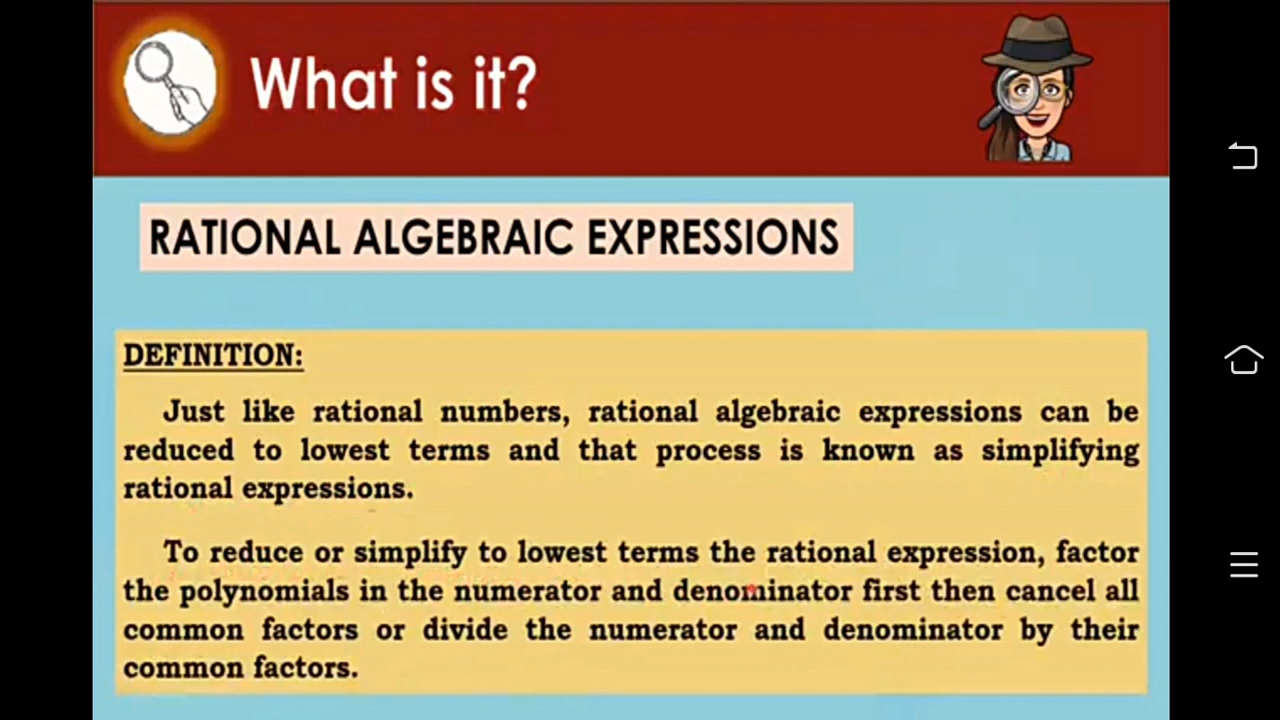 What is it?
RATIONAL ALGEBRAIC EXPRESSIONS
DEFINITION:
Just like rational numbers, rational algebraic expressions can be
reduced to lowest terms and that process is known as simplifying
rational expressions.
To reduce or simplify to lowest terms the rational expression, factor
the polynomials in the numerator and denominator first then cancel all
common factors or divide the numerator and denominator by their
common factors.